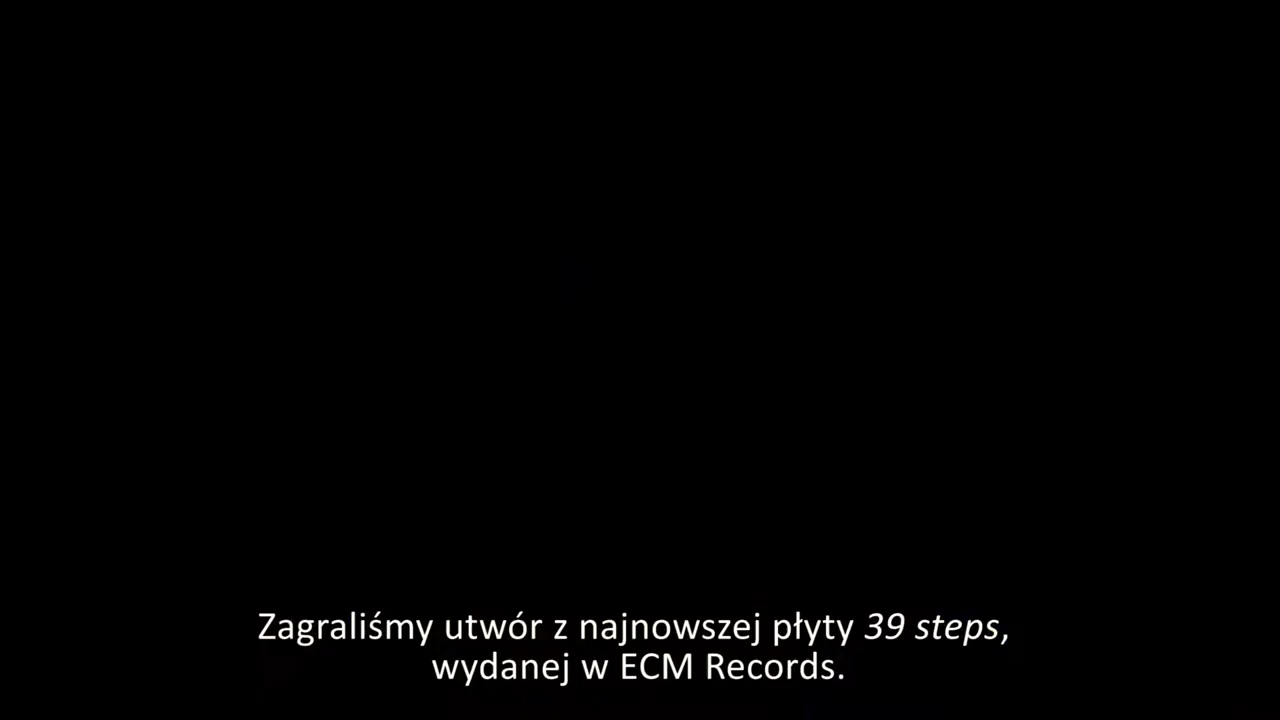 Zagraliśmy utwór z najnowszej płyty 39 steps,
wydanej w ECM Records.